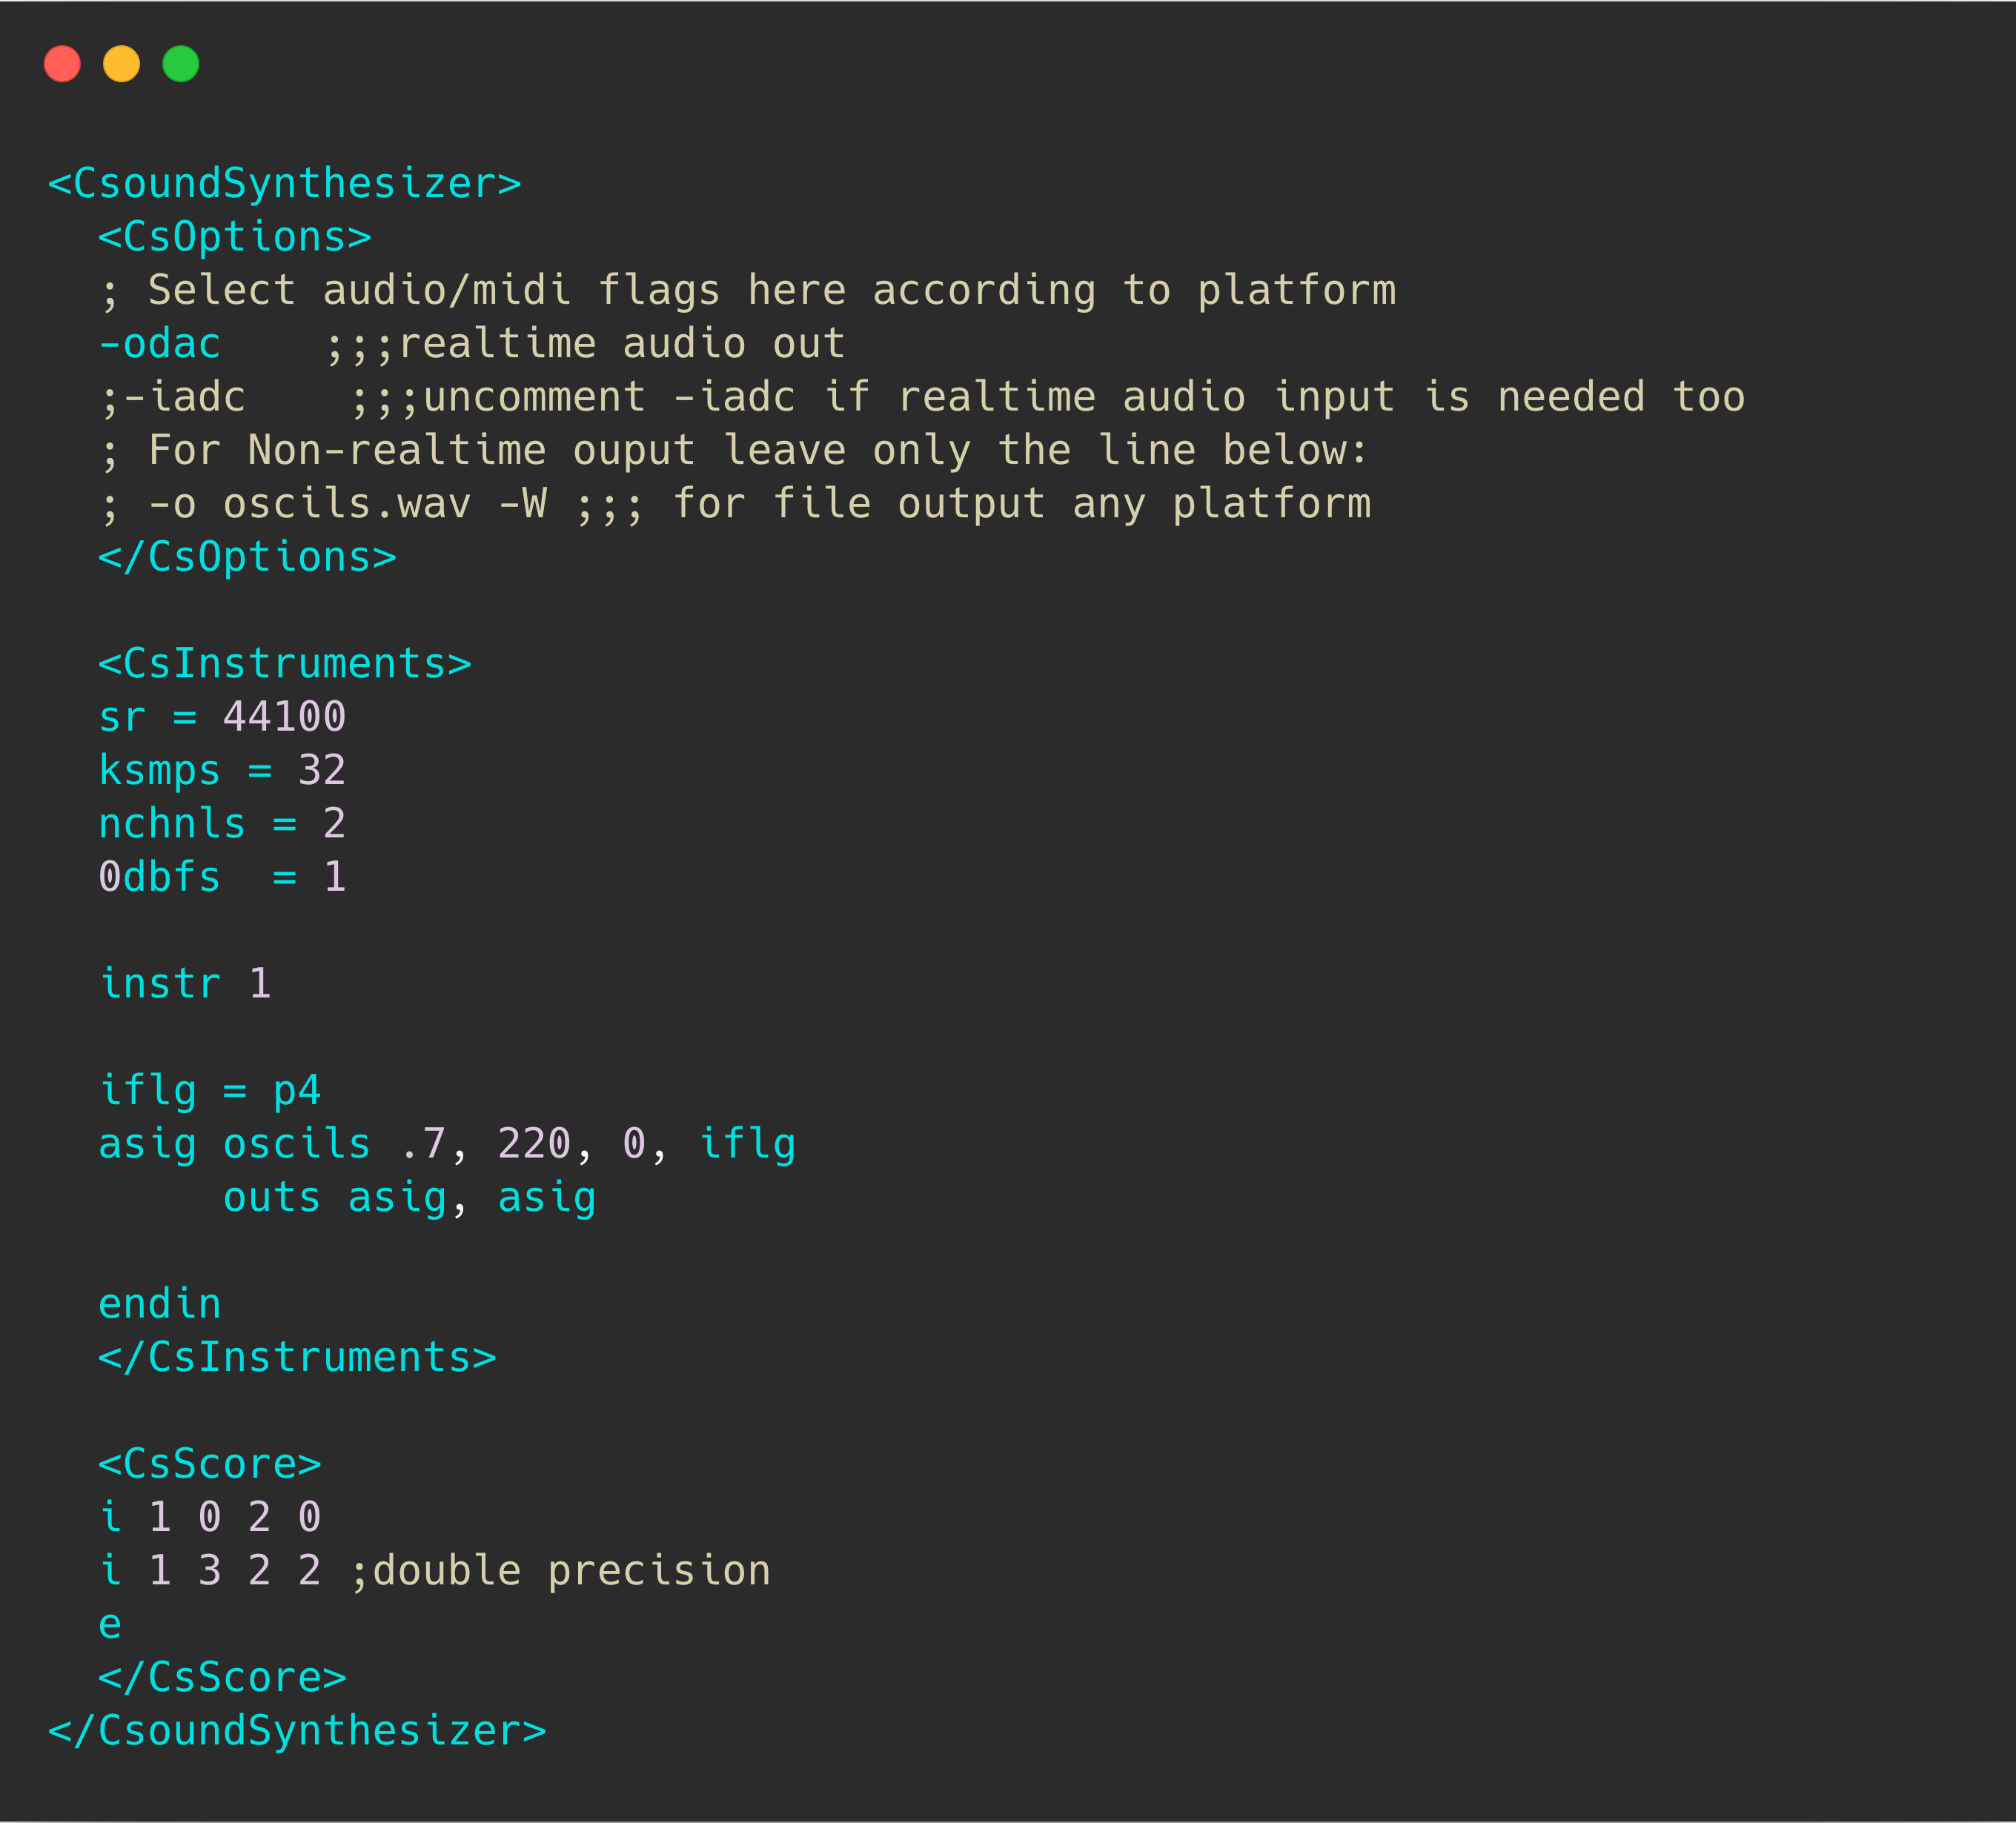 <CsoundSynthesizer>
  <CsOptions>
  ; Select audio/midi flags here according to platform
  -odac    ;;;realtime audio out
  ;-iadc    ;;;uncomment -iadc if realtime audio input is needed too
  ; For Non-realtime ouput leave only the line below:
  ; -o oscils.wav -W ;;; for file output any platform
  </CsOptions>

  <CsInstruments>
  sr = 44100
  ksmps = 32
  nchnls = 2
  0dbfs  = 1

  instr 1

  iflg = p4
  asig oscils .7, 220, 0, iflg
       outs asig, asig

  endin
  </CsInstruments>

  <CsScore>
  i 1 0 2 0
  i 1 3 2 2 ;double precision
  e
  </CsScore>
</CsoundSynthesizer>